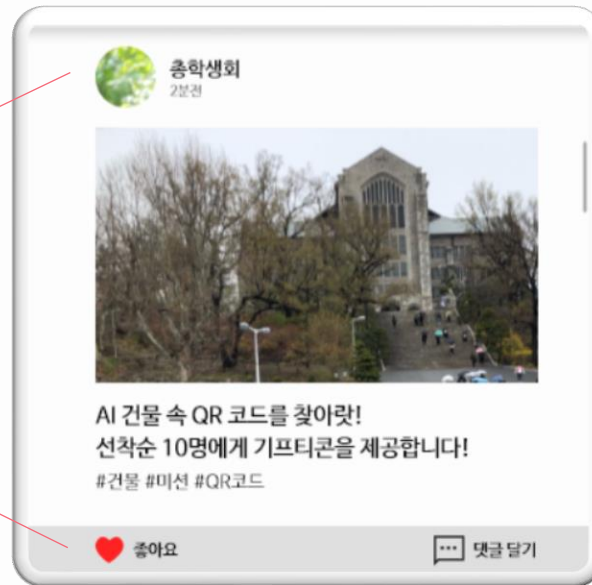 총학생회
2분전
AI 건물 속 QR 코드를 찾아랏!
선착순 10명에게 기프티콘을 제공합니다!
#건물 #미션 #QR코드
좋아요
댓글 달기